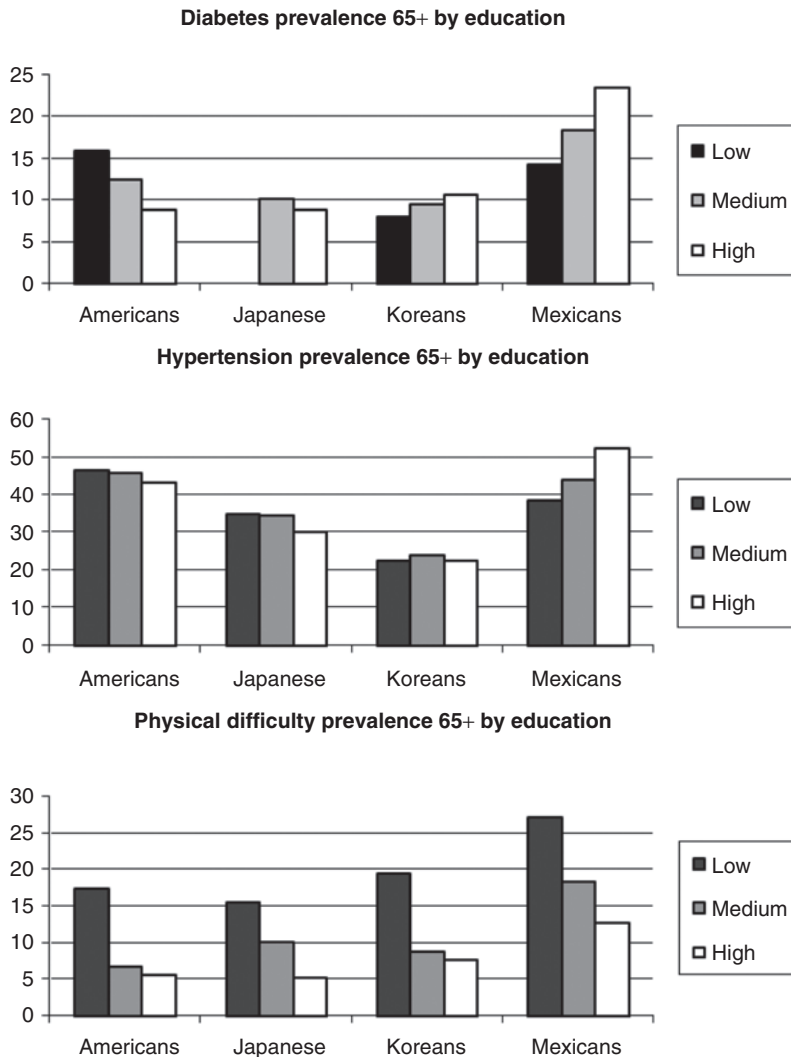 Diabetes prevalence 65+ by education
25
20
15
10
5
0
Americans Japanese Koreans Mexicans
Low
Medium
High
Hypertension prevalence 65+ by education
60
50
40
30
20
10
0
Americans Japanese Koreans Mexicans
Low
Medium
High
Physical difficulty prevalence 65+ by education
30
25
20
15
10
5
0
Americans Japanese Koreans Mexicans
Low
Medium
High